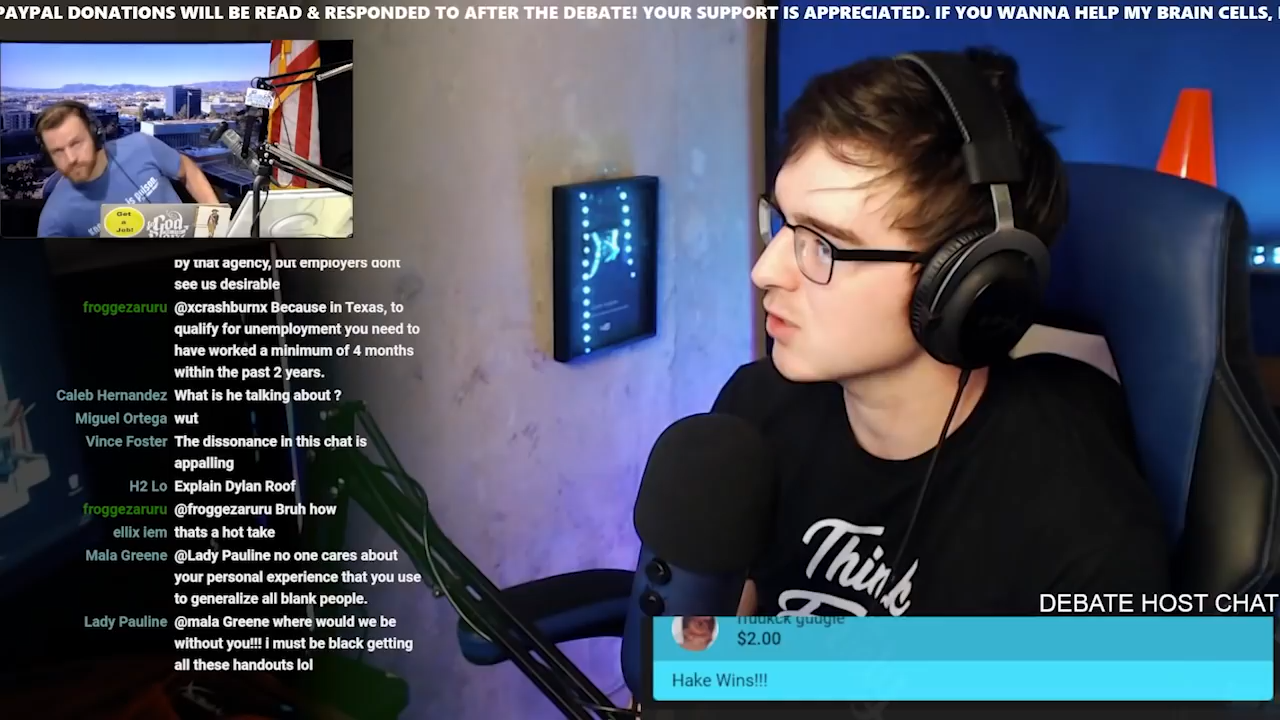 PAYPAL DONATIONS WILL BE READ & RESPONDED TO AFTER THE DEBATE! YOUR SUPPORT IS APPRECIATED. IF YOU WANNA HELP MY BRAIN CELLS,
Get
a
Job!
God
by that agency, but employers dont
see us desirable
froggezaruru @xcrashburnx Because in Texas, to
qualify for unemployment you need to
have worked a minimum of 4 months
within the past 2 years.
Caleb Hernandez What is he talking about ?
Miguel Ortega wut
Vince Foster The dissonance in this chat is
appalling
H2 Lo Explain Dylan Roof
froggezaruru @froggezaruru Bruh how
ellix iem thats a hot take
Mala Greene @Lady Pauline no one cares about
your personal experience that you use
to generalize all blank people.
Lady Pauline @mala Greene where would we be
without you!!! i must be black getting
all these handouts lol
Think
DEBATE HOST CHAT
$2.00
Hake Wins!!!